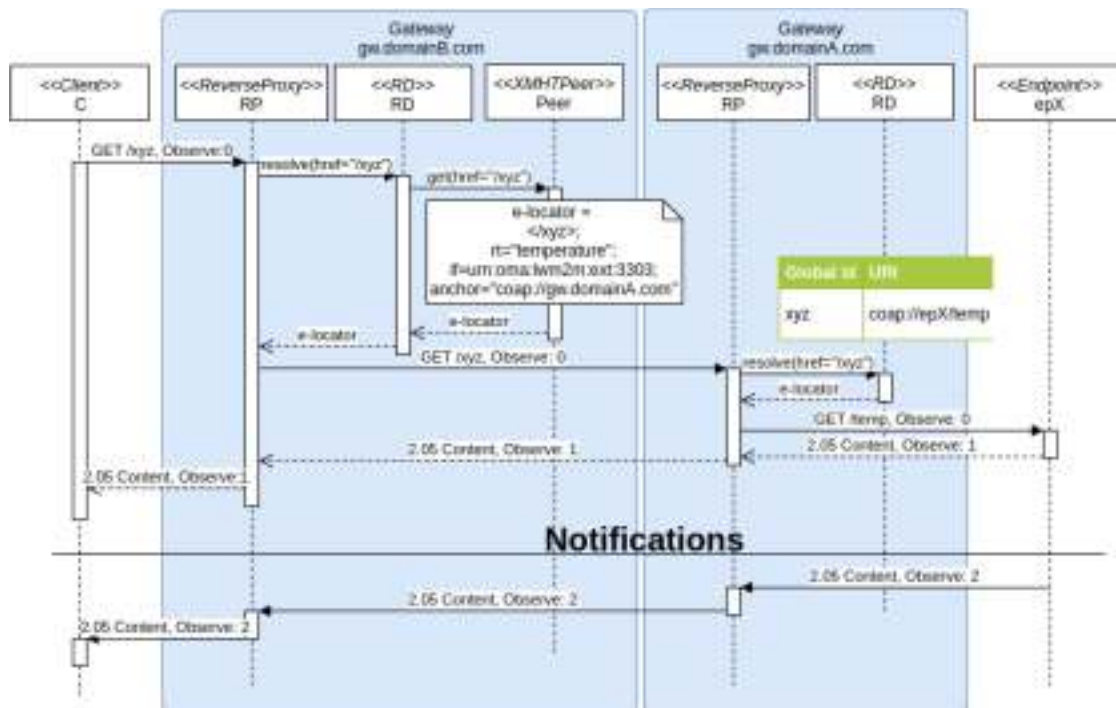 Gateway
gw.domainB.com
Gateway
gw.domainA.com
<<Client>>
C
<<ReverseProxy>>
RP
<<RD>>
RD
<<XMHTPeer>>
Peer
<<ReverseProxy>>
RP
<<RD>>
RD
<<Endpoint>>
epX
GET /xyz, Observe:0
resolve(href="/xyz")
get(href="/xyz")
e-locator =
</xyz>;
rt="temperature";
if=urn:oma:lwm2m:ext:3303;
anchor="coap://gw.domainA.com"
Global id URI
xyz coap://epX/temp
e-locator
e-locator
GET /xyz, Observe: 0
resolve(href="/xyz")
e-locator
GET /temp, Observe: 0
2.05 Content, Observe: 1
2.05 Content, Observe: 1
2.05 Content, Observe:1
Notifications
2.05 Content, Observe: 2
2.05 Content, Observe: 2
2.05 Content, Observe: 2